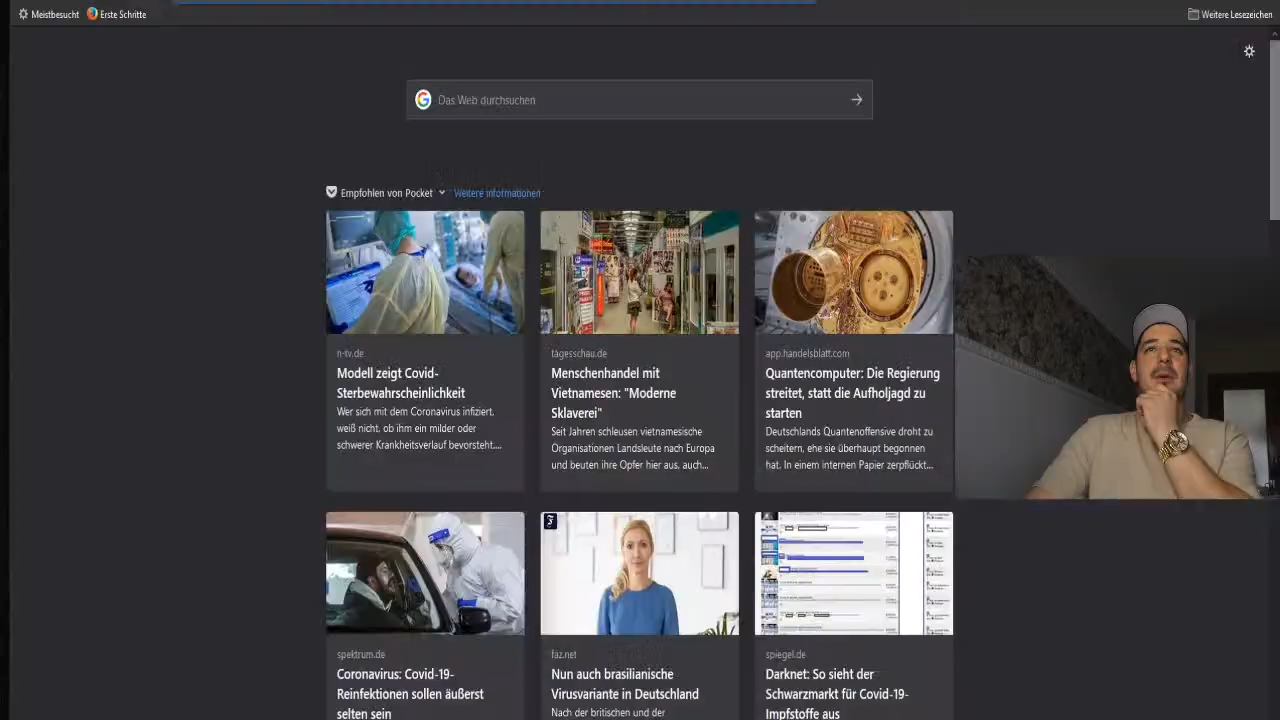 Meistbesucht
Erste Schritte
Weitere Lesezeichen
Das Web durchsuchen
Empfohlen von Pocket
Weitere Informationen
n-tv.de
Modell zeigt Covid-
Sterbewahrscheinlichkeit
Wer sich mit dem Coronavirus infiziert,
weiß nicht, ob ihm ein milder oder
schwerer Krankheitsverlauf bevorsteht....
tagesschau.de
Menschenhandel mit
Vietnamesen: "Moderne
Sklaverei"
Seit Jahren schleusen vietnamesische
Organisationen Landsleute nach Europa
und beuten ihre Opfer hier aus, auch...
app.handelsblatt.com
Quantencomputer: Die Regierung
streitet, statt die Aufholjagd zu
starten
Deutschlands Quantenoffensive droht zu
scheitern, ehe sie überhaupt begonnen
hat. In einem internen Papier zerpflückt...
spektrum.de
Coronavirus: Covid-19-
Reinfektionen sollen äußerst
selten sein
faz.net
Nun auch brasilianische
Virusvariante in Deutschland
Nach der britischen und der
spiegel.de
Darknet: So sieht der
Schwarzmarkt für Covid-19-
Impfstoffe aus